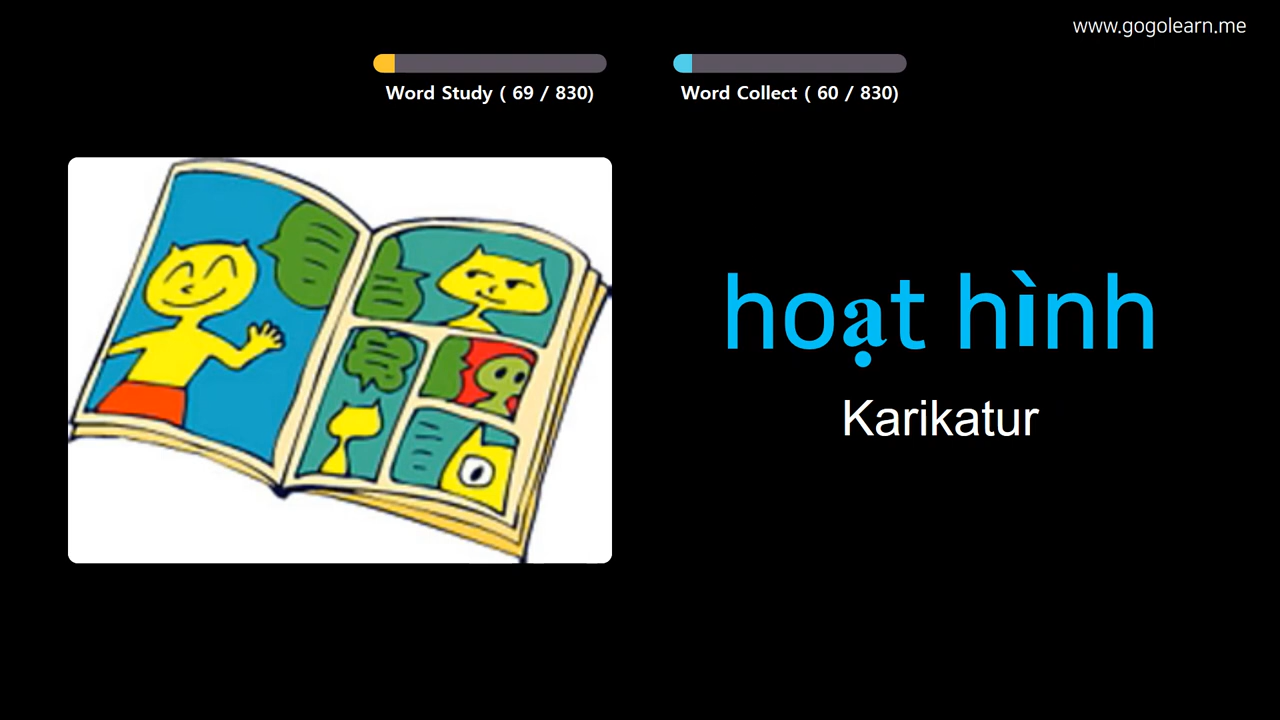 www.gogolearn.me
Word Study ( 69 / 830)
Word Collect ( 60 / 830)
hoạt hình
Karikatur